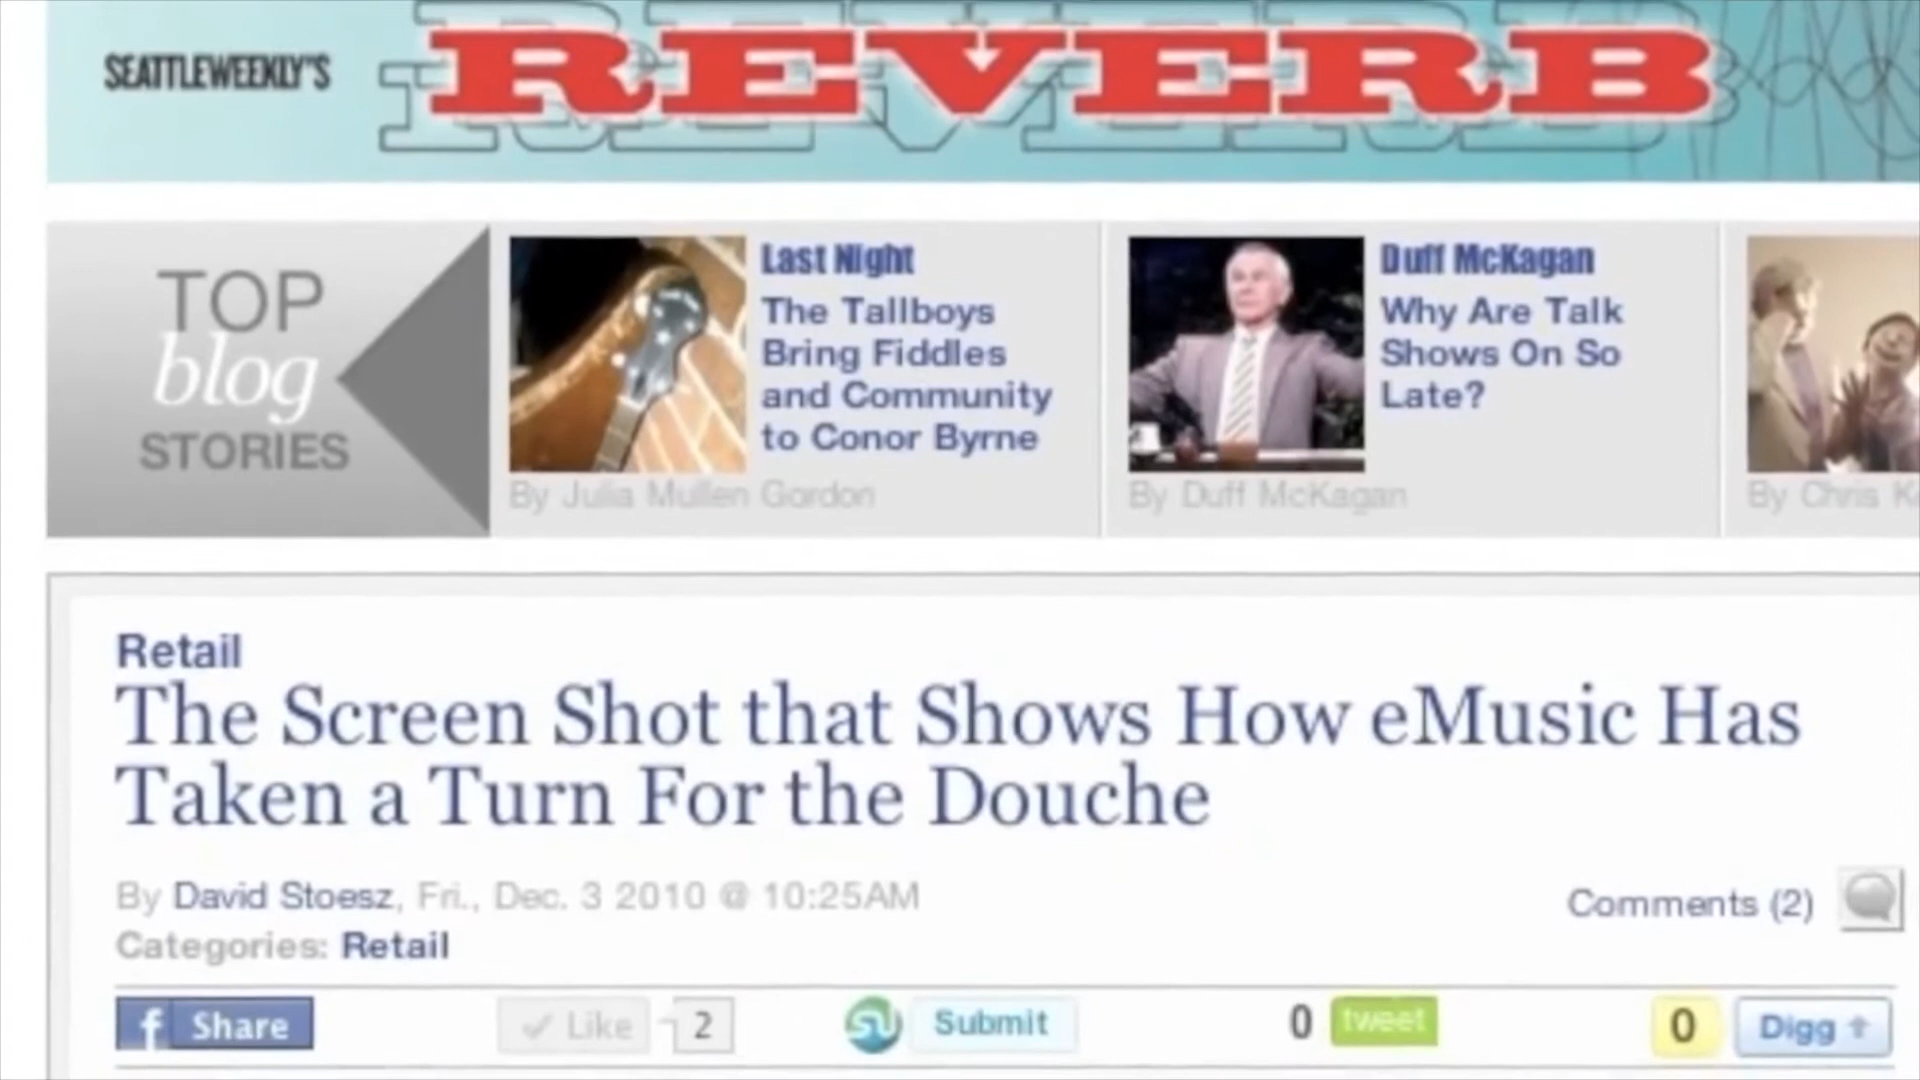 SEATTLEWEEKLY'S REVERB
TOP
blog
STORIES
Last Night
The Tallboys
Bring Fiddles
and Community
to Conor Byrne
By Julia Mullen Gordon
Duff McKagan
Why Are Talk
Shows On So
Late?
By Duff McKagan
By Chris
Retail
The Screen Shot that Shows How eMusic Has
Taken a Turn For the Douche
By David Stoesz, Fri., Dec. 3 2010 @ 10:25AM
Comments (2)
Categories: Retail
f Share
Like 2
Submit
0 tweet
0 Digg